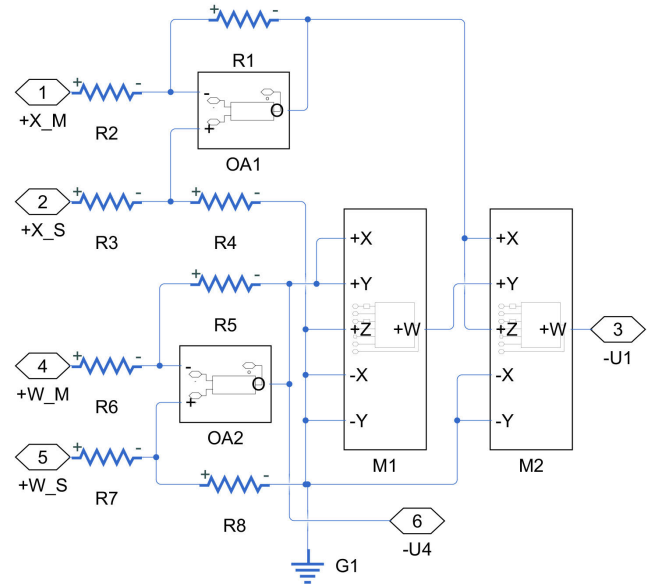 + -
R1
1
+X_M
+ -
R2
-
+
O
OA1
2
+X_S
+ -
R3
+ -
R4
+X
+Y
+Z
-X
-Y
+W
M1
+X
+Y
+Z
-X
-Y
+W
M2
3
-U1
+ -
R5
4
+W_M
+ -
R6
-
+
O
OA2
5
+W_S
+ -
R7
+ -
R8
6
-U4
G1